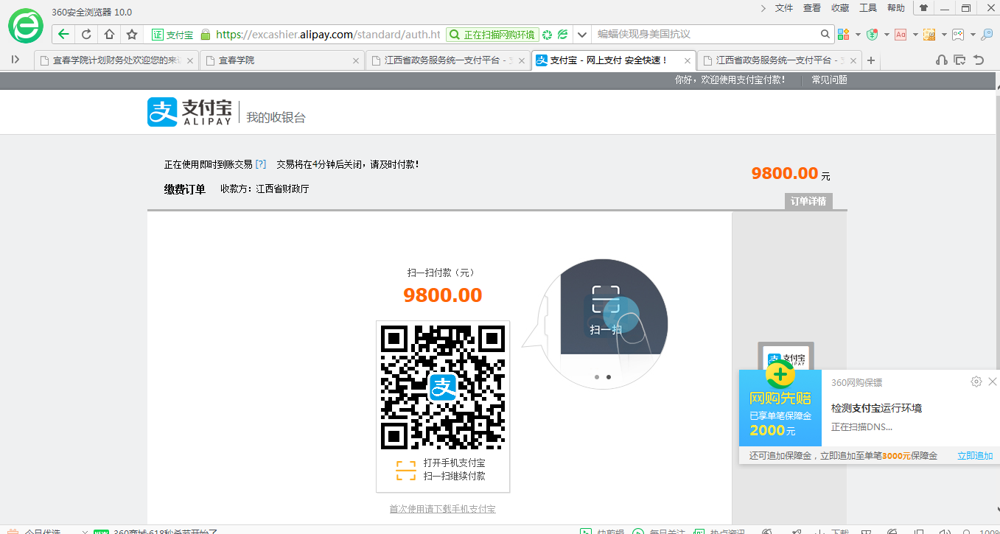 360安全浏览器 10.0
文件 查看 收藏 工具 帮助
证 支付宝 https://excashier.alipay.com/standard/auth.ht 正在扫描网购环境 蝙蝠侠现身美国抗议
宜春学院计划财务处欢迎您的来 宜春学院 江西省政务服务统一支付平台 - 支付宝 - 网上支付 安全快速！ 江西省政务服务统一支付平台 -
你好，欢迎使用支付宝付款！ 常见问题
支付宝 ALIPAY 我的收银台
正在使用即时到账交易 [?] 交易将在4分钟后关闭，请及时付款！
9800.00 元
缴费订单 收款方：江西省财政厅
订单详情
扫一扫付款（元）
9800.00
扫一扫
支
打开手机支付宝
扫一扫继续付款
首次使用请下载手机支付宝
支付宝
ALIPAY
360网购保镖
网购先赔
已享单笔保障金
2000元
检测支付宝运行环境
正在扫描DNS...
还可追加保障金，立即追加至单笔3000元保障金 立即追加
今日优选 NEW 360商城:618秒杀节开始了 快剪辑 每日关注 热点资讯 下载 100%